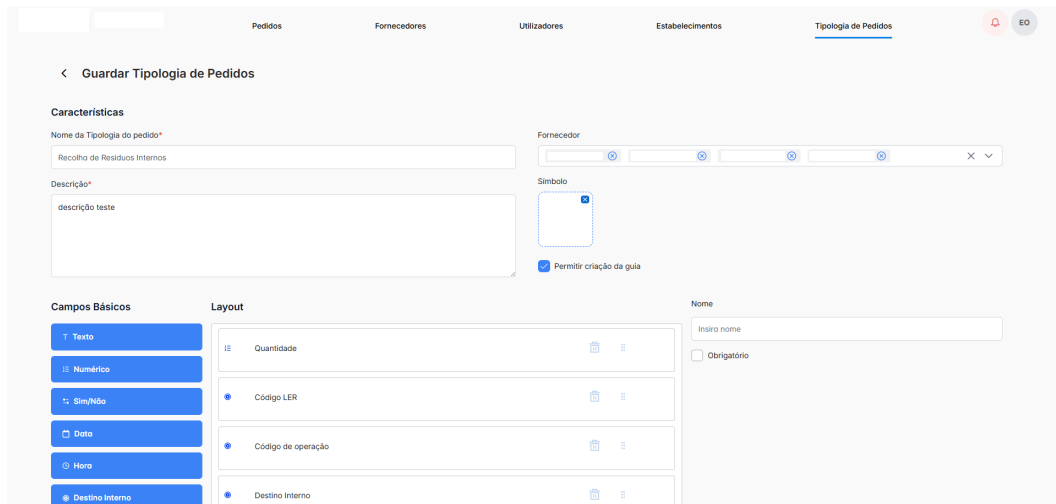 Pedidos
Fornecedores
Utilizadores
Estabelecimentos
Tipologia de Pedidos
EO
Guardar Tipologia de Pedidos
Características
Nome da Tipologia do pedido*
Recolha de Residuos Internos
Descrição*
descrição teste
Fornecedor
Símbolo
Permitir criação da guia
Campos Básicos
Texto
Numérico
Sim/Não
Data
Hora
Destino Interno
Layout
Quantidade
Código LER
Código de operação
Destino Interno
Nome
Insira nome
Obrigatório